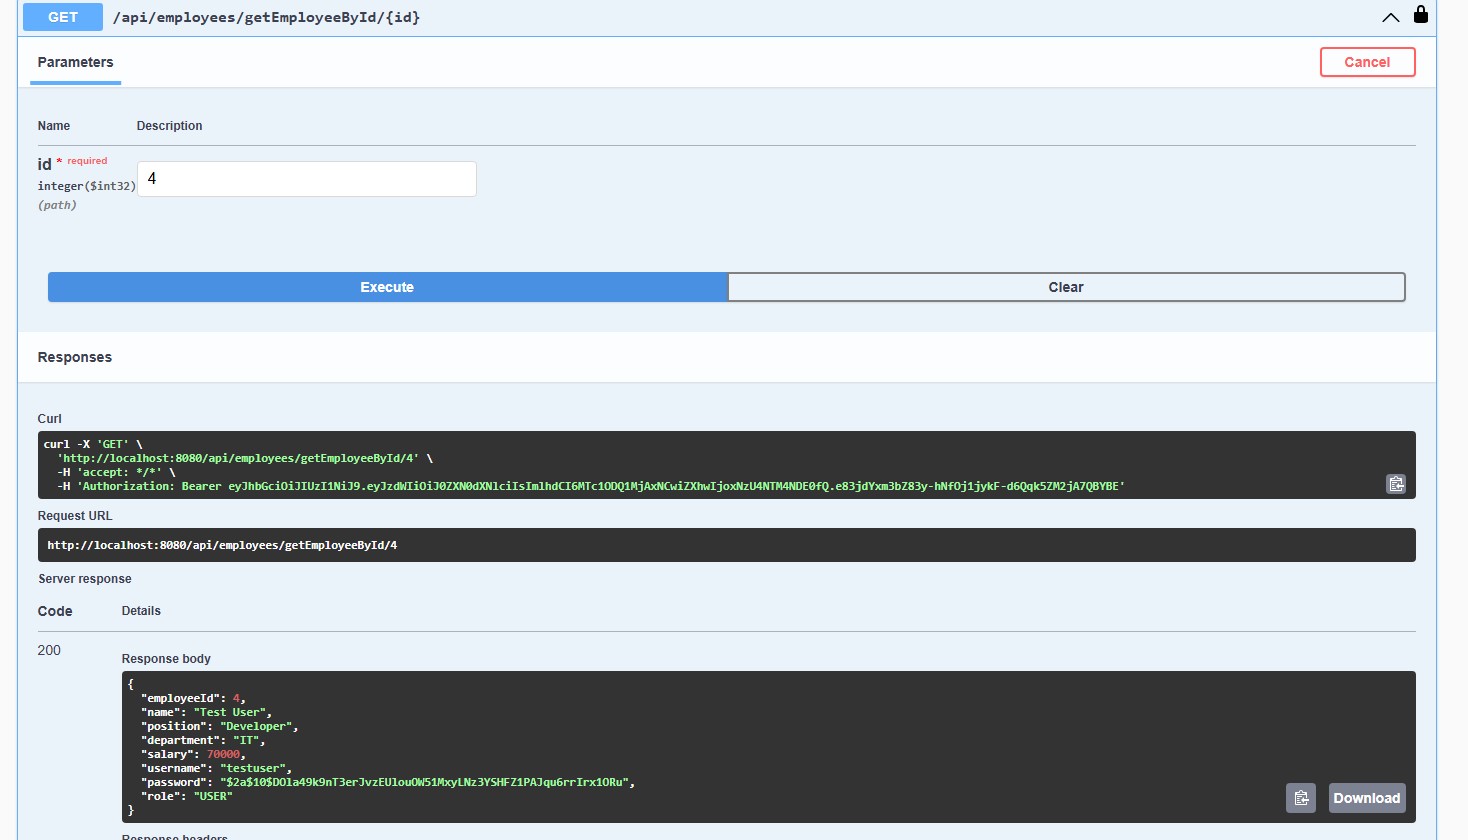 GET /api/employees/getEmployeeById/{id}
Parameters
Cancel
Name Description
id * required
integer($int32)
(path)
4
Execute
Clear
Responses
Curl
curl -X 'GET' \
'http://localhost:8080/api/employees/getEmployeeById/4' \
-H 'accept: */*' \
-H 'Authorization: Bearer eyJhbGciOiJIUzI1NiJ9.eyJzdWIiOiJ0ZXN0dXNlciIsImlhdCI6MTc1ODQ1MjAxNCwiZXhwIjoxNzU4NTM4NDE0fQ.e83jdYxm3bZ83y-hNfOj1jykF-d6Qqk5ZM2jA7QBYBE'
Request URL
http://localhost:8080/api/employees/getEmployeeById/4
Server response
Code Details
200
Response body
{
"employeeId": 4,
"name": "Test User",
"position": "Developer",
"department": "IT",
"salary": 70000,
"username": "testuser",
"password": "$2a$10$DOla49k9nT3erJvzEUlouOW51MxyLNz3YSHFZ1PAJqu6rrIrx1ORu",
"role": "USER"
}
Download
Response headers